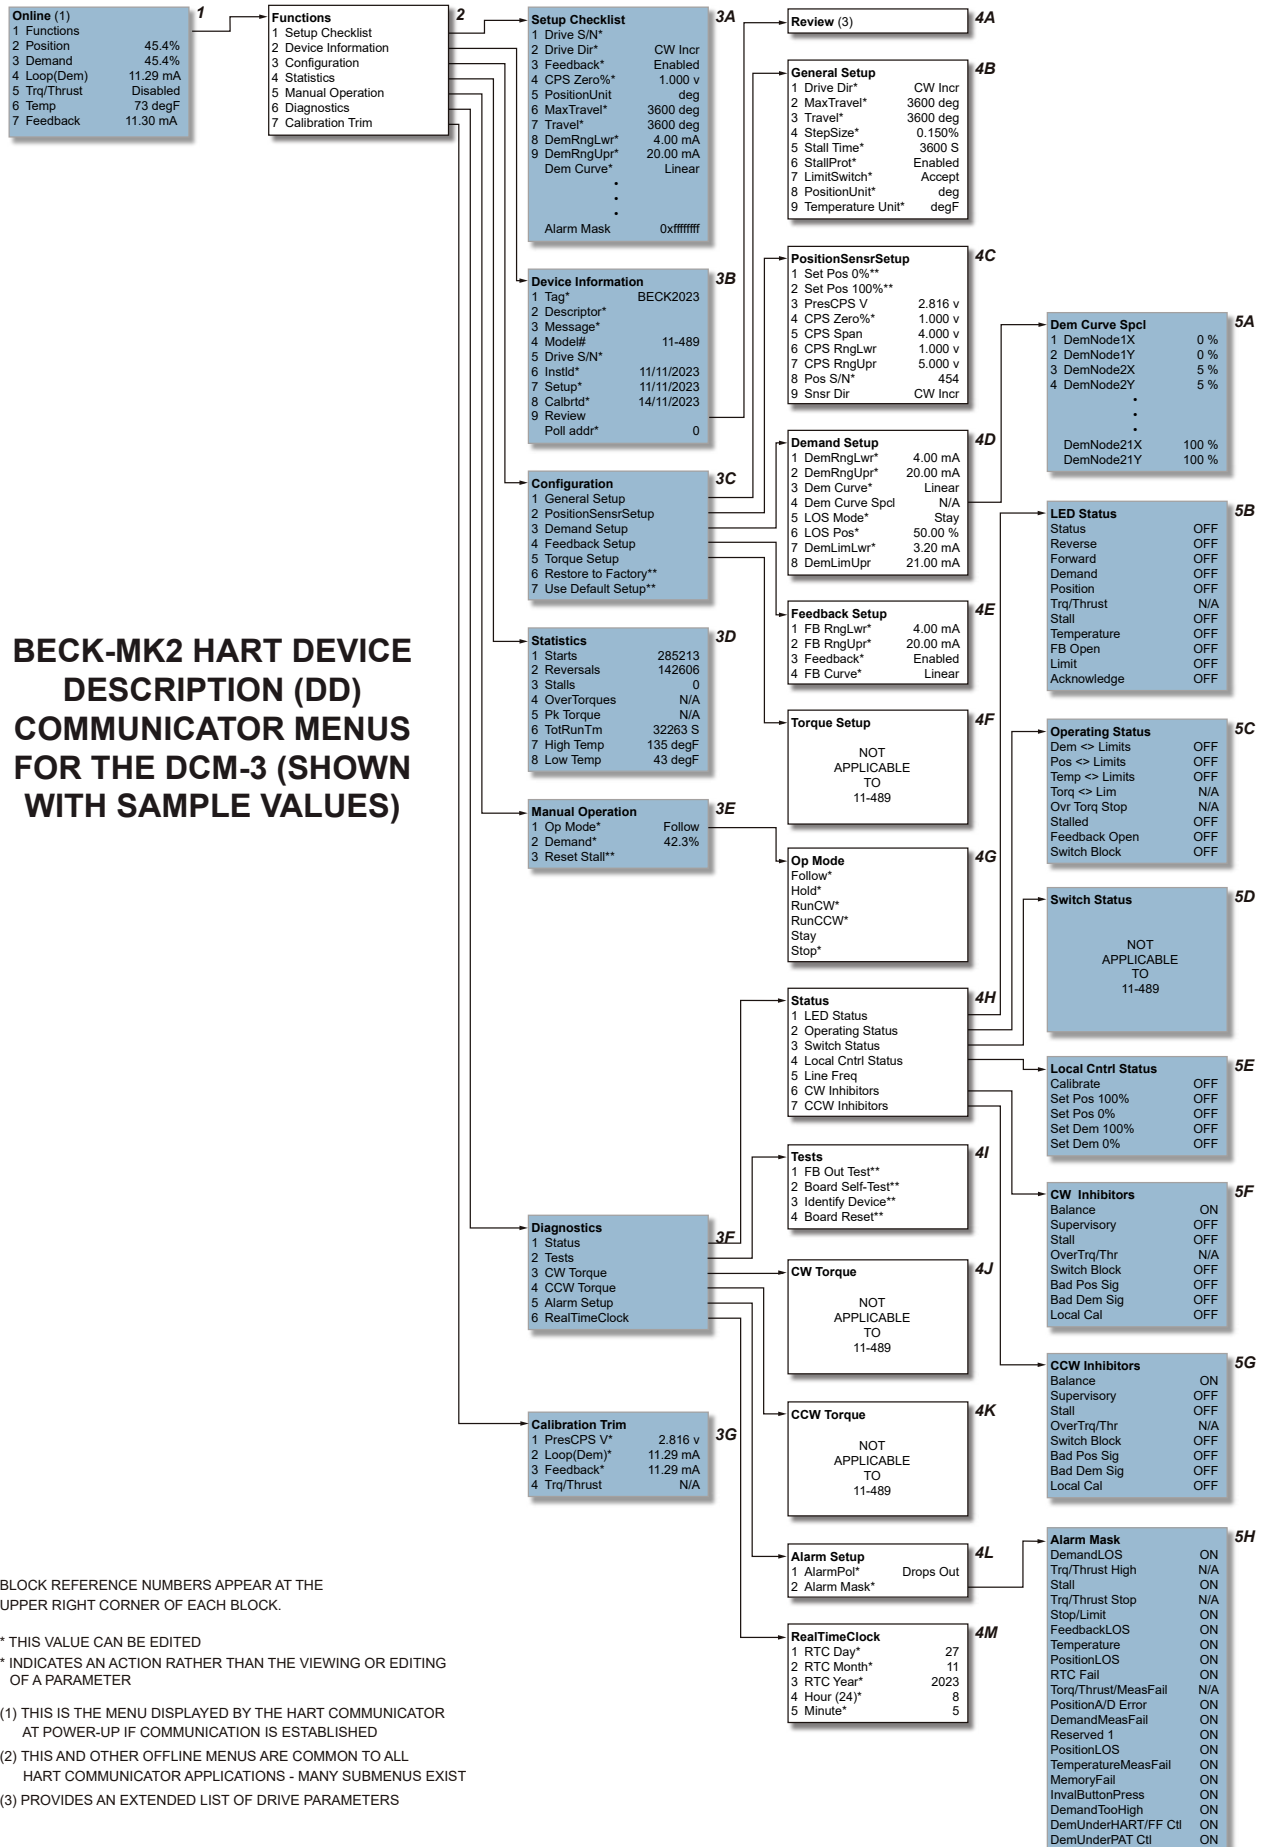 Online (1)
1 Functions
2 Position 45.4%
3 Demand 45.4%
4 Loop(Dem) 11.29 mA
5 Trq/Thrust Disabled
6 Temp 73 degF
7 Feedback 11.30 mA
1
Functions
1 Setup Checklist
2 Device Information
3 Configuration
4 Statistics
5 Manual Operation
6 Diagnostics
7 Calibration Trim
2
Setup Checklist
1 Drive S/N*
2 Drive Dir* CW Incr
3 Feedback* Enabled
4 CPS Zero%* 1.000 v
5 PositionUnit deg
6 MaxTravel* 3600 deg
7 Travel* 3600 deg
8 DemRngLwr* 4.00 mA
9 DemRngUpr* 20.00 mA
Dem Curve* Linear
•
•
•
Alarm Mask 0xffffffff
3A
Device Information
1 Tag* BECK2023
2 Descriptor*
3 Message*
4 Model# 11-489
5 Drive S/N*
6 Instld* 11/11/2023
7 Setup* 11/11/2023
8 Calbrtd* 14/11/2023
9 Review
Poll addr* 0
3B
Configuration
1 General Setup
2 PositionSensrSetup
3 Demand Setup
4 Feedback Setup
5 Torque Setup
6 Restore to Factory**
7 Use Default Setup**
3C
Statistics
1 Starts 285213
2 Reversals 142606
3 Stalls 0
4 OverTorques N/A
5 Pk Torque N/A
6 TotRunTm 32263 S
7 High Temp 135 degF
8 Low Temp 43 degF
3D
Manual Operation
1 Op Mode* Follow
2 Demand* 42.3%
3 Reset Stall**
3E
Diagnostics
1 Status
2 Tests
3 CW Torque
4 CCW Torque
5 Alarm Setup
6 RealTimeClock
3F
Calibration Trim
1 PresCPS V* 2.816 v
2 Loop(Dem)* 11.29 mA
3 Feedback* 11.29 mA
4 Trq/Thrust N/A
3G
Review (3)
4A
General Setup
1 Drive Dir* CW Incr
2 MaxTravel* 3600 deg
3 Travel* 3600 deg
4 StepSize* 0.150%
5 Stall Time* 3600 S
6 StallProt* Enabled
7 LimitSwitch* Accept
8 PositionUnit* deg
9 Temperature Unit* degF
4B
PositionSensrSetup
1 Set Pos 0%**
2 Set Pos 100%**
3 PresCPS V 2.816 v
4 CPS Zero%* 1.000 v
5 CPS Span 4.000 v
6 CPS RngLwr 1.000 v
7 CPS RngUpr 5.000 v
8 Pos S/N* 454
9 Snsr Dir CW Incr
4C
Demand Setup
1 DemRngLwr* 4.00 mA
2 DemRngUpr* 20.00 mA
3 Dem Curve* Linear
4 Dem Curve Spcl N/A
5 LOS Mode* Stay
6 LOS Pos* 50.00 %
7 DemLimLwr* 3.20 mA
8 DemLimUpr 21.00 mA
4D
Feedback Setup
1 FB RngLwr* 4.00 mA
2 FB RngUpr* 20.00 mA
3 Feedback* Enabled
4 FB Curve* Linear
4E
Torque Setup
NOT
APPLICABLE
TO
11-489
4F
Op Mode
Follow*
Hold*
RunCW*
RunCCW*
Stay
Stop*
4G
Status
1 LED Status
2 Operating Status
3 Switch Status
4 Local Cntrl Status
5 Line Freq
6 CW Inhibitors
7 CCW Inhibitors
4H
Tests
1 FB Out Test**
2 Board Self-Test**
3 Identify Device**
4 Board Reset**
4I
CW Torque
NOT
APPLICABLE
TO
11-489
4J
CCW Torque
NOT
APPLICABLE
TO
11-489
4K
Alarm Setup
1 AlarmPol* Drops Out
2 Alarm Mask*
4L
RealTimeClock
1 RTC Day* 27
2 RTC Month* 11
3 RTC Year* 2023
4 Hour (24)* 8
5 Minute* 5
4M
Dem Curve Spcl
1 DemNode1X 0 %
2 DemNode1Y 0 %
3 DemNode2X 5 %
4 DemNode2Y 5 %
•
•
•
DemNode21X 100 %
DemNode21Y 100 %
5A
LED Status
Status OFF
Reverse OFF
Forward OFF
Demand OFF
Position OFF
Trq/Thrust N/A
Stall OFF
Temperature OFF
FB Open OFF
Limit OFF
Acknowledge OFF
5B
Operating Status
Dem <> Limits OFF
Pos <> Limits OFF
Temp <> Limits OFF
Torq <> Lim N/A
Ovr Torq Stop N/A
Stalled OFF
Feedback Open OFF
Switch Block OFF
5C
Switch Status
NOT
APPLICABLE
TO
11-489
5D
Local Cntrl Status
Calibrate OFF
Set Pos 100% OFF
Set Pos 0% OFF
Set Dem 100% OFF
Set Dem 0% OFF
5E
CW Inhibitors
Balance ON
Supervisory OFF
Stall OFF
OverTrq/Thr N/A
Switch Block OFF
Bad Pos Sig OFF
Bad Dem Sig OFF
Local Cal OFF
5F
CCW Inhibitors
Balance ON
Supervisory OFF
Stall OFF
OverTrq/Thr N/A
Switch Block OFF
Bad Pos Sig OFF
Bad Dem Sig OFF
Local Cal OFF
5G
Alarm Mask
DemandLOS ON
Trq/Thrust High N/A
Stall ON
Trq/Thrust Stop N/A
Stop/Limit ON
FeedbackLOS ON
Temperature ON
PositionLOS ON
RTC Fail ON
Torq/Thrust/MeasFail N/A
PositionA/D Error ON
DemandMeasFail ON
Reserved 1 ON
PositionLOS ON
TemperatureMeasFail ON
MemoryFail ON
InvalButtonPress ON
DemandTooHigh ON
DemUnderHART/FF Ctl ON
DemUnderPAT Ctl ON
5H
BECK-MK2 HART DEVICE
DESCRIPTION (DD)
COMMUNICATOR MENUS
FOR THE DCM-3 (SHOWN
WITH SAMPLE VALUES)
BLOCK REFERENCE NUMBERS APPEAR AT THE
UPPER RIGHT CORNER OF EACH BLOCK.
* THIS VALUE CAN BE EDITED
* INDICATES AN ACTION RATHER THAN THE VIEWING OR EDITING
OF A PARAMETER
(1) THIS IS THE MENU DISPLAYED BY THE HART COMMUNICATOR
AT POWER-UP IF COMMUNICATION IS ESTABLISHED
(2) THIS AND OTHER OFFLINE MENUS ARE COMMON TO ALL
HART COMMUNICATOR APPLICATIONS - MANY SUBMENUS EXIST
(3) PROVIDES AN EXTENDED LIST OF DRIVE PARAMETERS